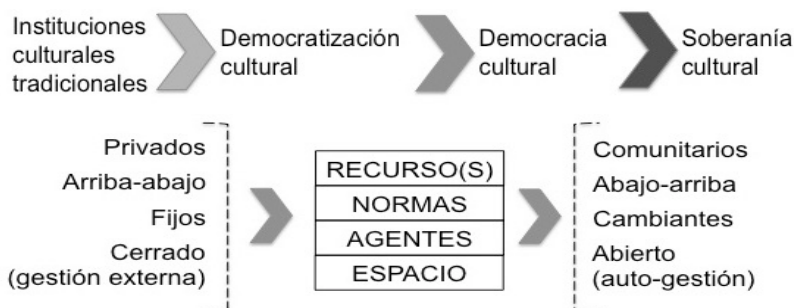 Instituciones
culturales
tradicionales
Democratización
cultural
Democracia
cultural
Soberanía
cultural
Privados
Arriba-abajo
Fijos
Cerrado
(gestión externa)
RECURSO(S)
NORMAS
AGENTES
ESPACIO
Comunitarios
Abajo-arriba
Cambiantes
Abierto
(auto-gestión)